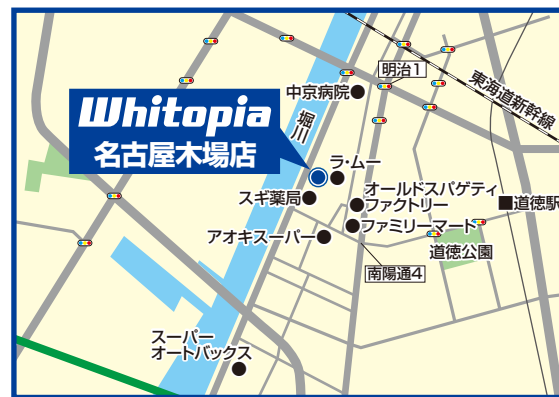 明治1
東海道新幹線
中京病院
Whitopia
名古屋木場店
堀川
ラ・ムー
スギ薬局
オールドスパゲティ
ファクトリー
道徳駅
アオキスーパー
ファミリーマート
道徳公園
南陽通4
スーパー
オートバックス